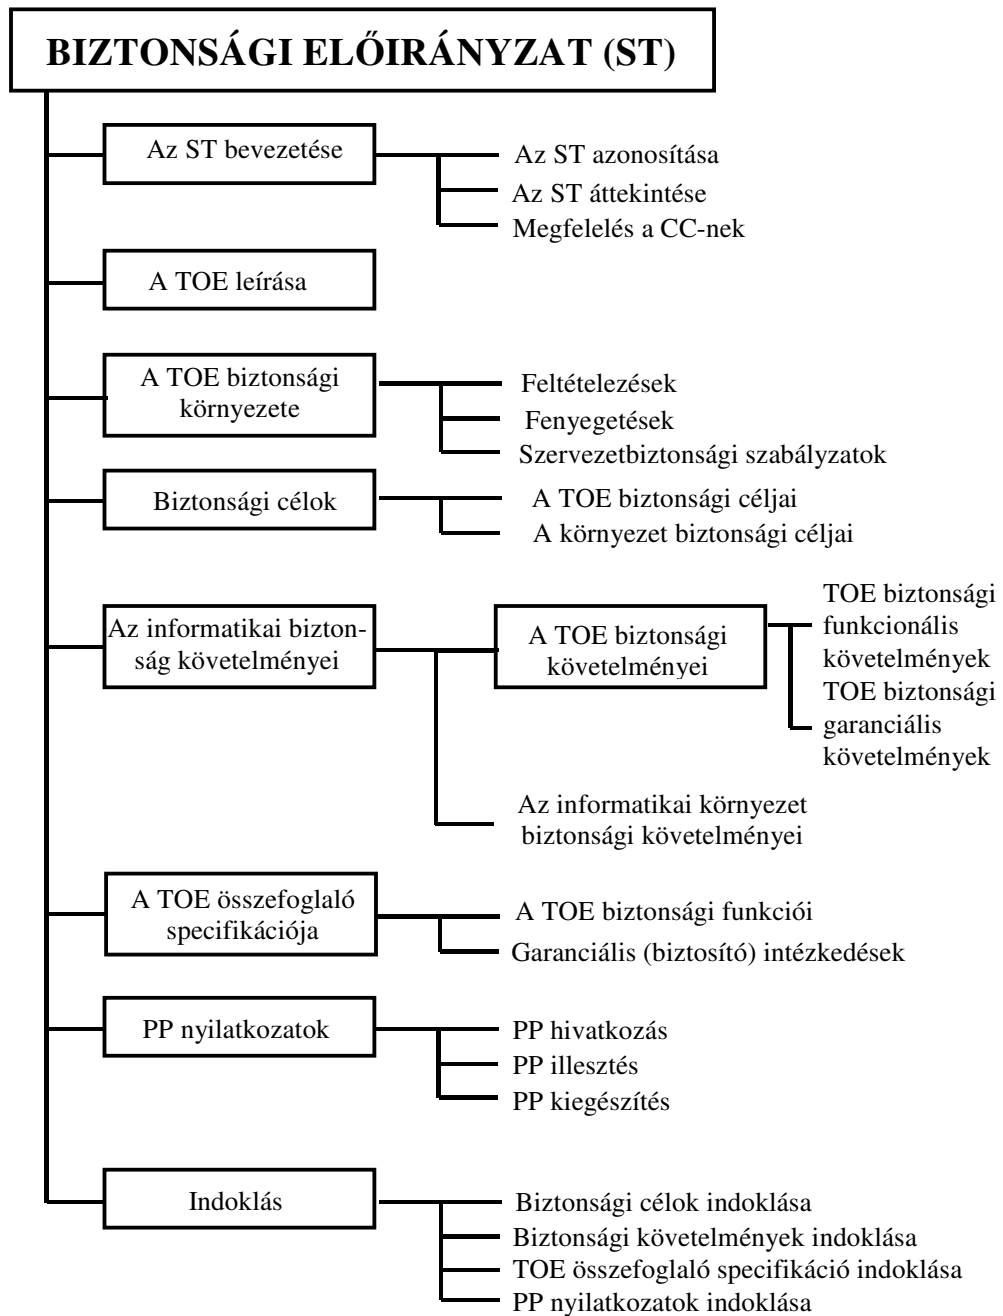 BIZTONSÁGI ELŐIRÁNYZAT (ST)
Az ST bevezetése
Az ST azonosítása
Az ST áttekintése
Megfelelés a CC-nek
A TOE leírása
A TOE biztonsági
környezete
Feltételezések
Fenyegetések
Szervezetbiztonsági szabályzatok
Biztonsági célok
A TOE biztonsági céljai
A környezet biztonsági céljai
Az informatikai bizton-
ság követelményei
A TOE biztonsági
követelményei
TOE biztonsági
funkcionális
követelmények
TOE biztonsági
garanciális
követelmények
Az informatikai környezet
biztonsági követelményei
A TOE összefoglaló
specifikációja
A TOE biztonsági funkciói
Garanciális (biztosító) intézkedések
PP nyilatkozatok
PP hivatkozás
PP illesztés
PP kiegészítés
Indoklás
Biztonsági célok indoklása
Biztonsági követelmények indoklása
TOE összefoglaló specifikáció indoklása
PP nyilatkozatok indoklása